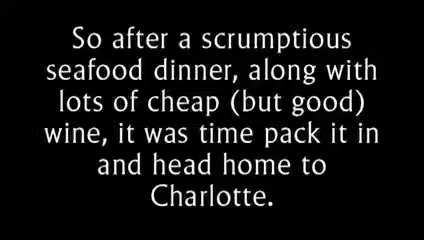 So after a scrumptious
seafood dinner, along with
lots of cheap (but good)
wine, it was time pack it in
and head home to
Charlotte.